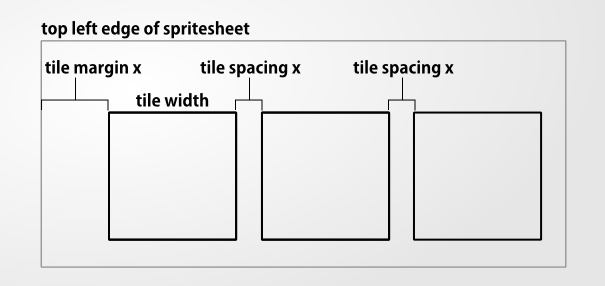 top left edge of spritesheet
tile margin x
tile spacing x
tile spacing x
tile width